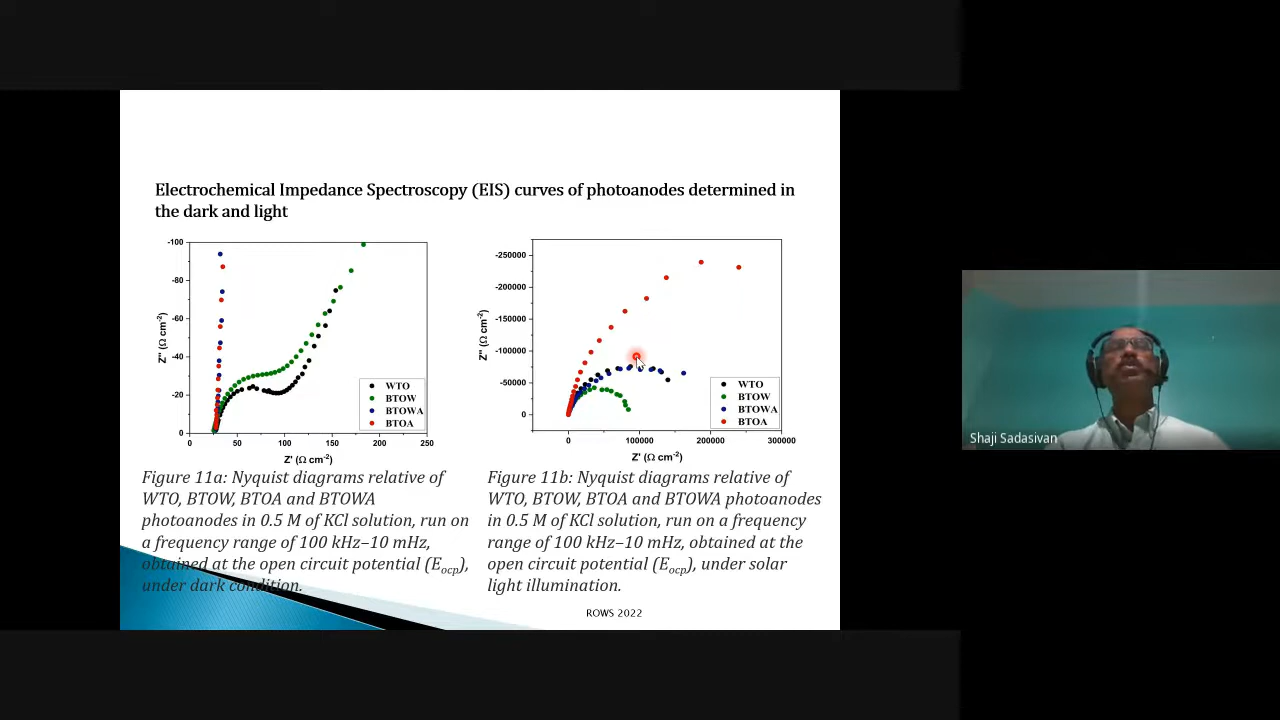 Electrochemical Impedance Spectroscopy (EIS) curves of photoanodes determined in
the dark and light
-100
-80
-60
-40
-20
0
Z'' (Ω cm-2)
0
50
100
150
200
250
Z' (Ω cm-2)
WTO
BTOW
BTOWA
BTOA
-250000
-200000
-150000
-100000
-50000
0
Z'' (Ω cm-2)
0
100000
200000
300000
Z' (Ω cm-2)
WTO
BTOW
BTOWA
BTOA
Figure 11a: Nyquist diagrams relative of
WTO, BTOW, BTOA and BTOWA
photoanodes in 0.5 M of KCl solution, run on
a frequency range of 100 kHz–10 mHz,
obtained at the open circuit potential (Eocp),
under dark condition.
Figure 11b: Nyquist diagrams relative of
WTO, BTOW, BTOA and BTOWA photoanodes
in 0.5 M of KCl solution, run on a frequency
range of 100 kHz–10 mHz, obtained at the
open circuit potential (Eocp), under solar
light illumination.
ROWS 2022
Shaji Sadasivan